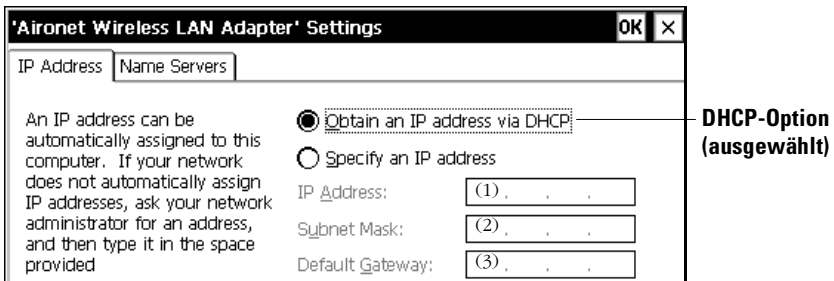 'Aironet Wireless LAN Adapter' Settings OK ×
IP Address Name Servers
An IP address can be
automatically assigned to this
computer. If your network
does not automatically assign
IP addresses, ask your network
administrator for an address,
and then type it in the space
provided
Obtain an IP address via DHCP
Specify an IP address
IP Address: (1) . . .
Subnet Mask: (2) . . .
Default Gateway: (3) . . .
DHCP-Option
(ausgewählt)